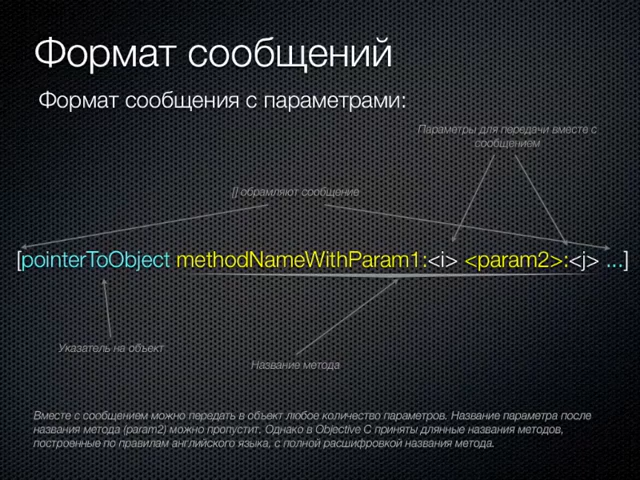 Формат сообщений
Формат сообщения с параметрами:
Параметры для передачи вместе с
сообщением
[] обрамляют сообщение
[pointerToObject methodNameWithParam1:<i> <param2>:<j> ...]
Указатель на объект
Название метода
Вместе с сообщением можно передать в объект любое количество параметров. Название параметра после
названия метода (param2) можно пропустит. Однако в Objective C приняты длянные названия методов,
построенные по правилам английского языка, с полной расшифровкой названия метода.